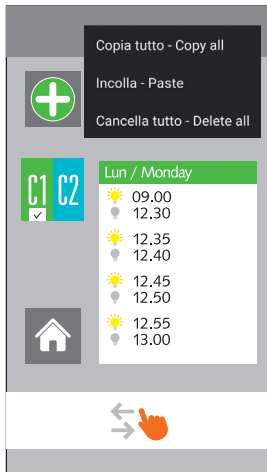 Copia tutto - Copy all
Incolla - Paste
Cancella tutto - Delete all
C1 C2
Lun / Monday
09.00
12.30
12.35
12.40
12.45
12.50
12.55
13.00